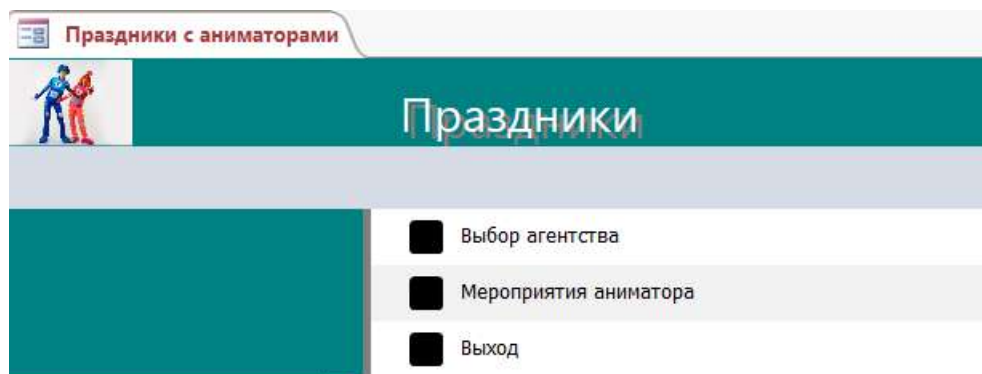 Праздники с аниматорами
Праздники
Выбор агентства
Мероприятия аниматора
Выход